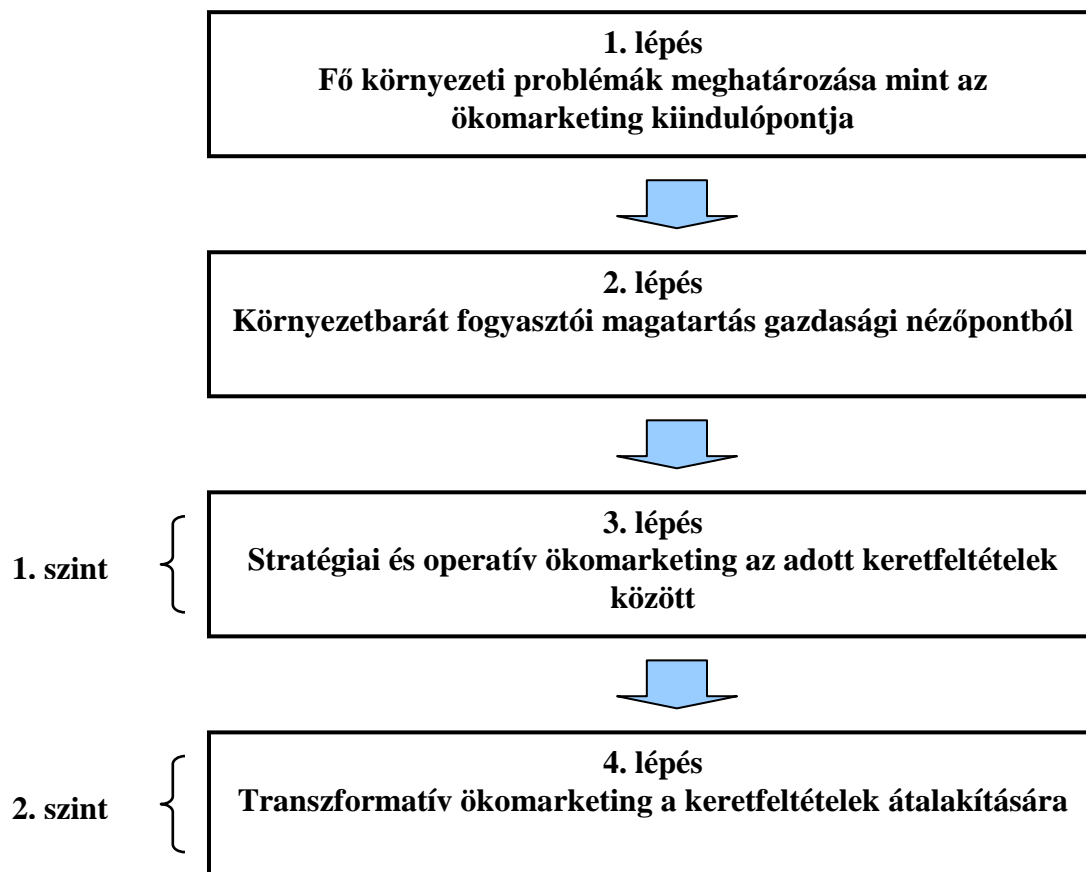 1. lépés
Fő környezeti problémák meghatározása mint az
ökomarketing kiindulópontja
2. lépés
Környezetbarát fogyasztói magatartás gazdasági nézőpontból
1. szint
3. lépés
Stratégiai és operatív ökomarketing az adott keretfeltételek
között
2. szint
4. lépés
Transzformatív ökomarketing a keretfeltételek átalakítására